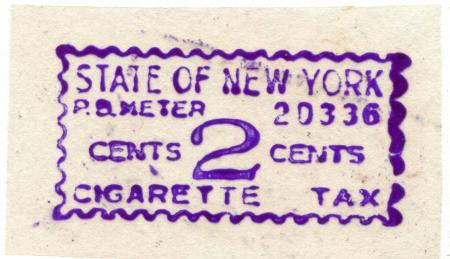 STATE OF NEW YORK
P.B. METER 20336
CENTS 2 CENTS
CIGARETTE TAX